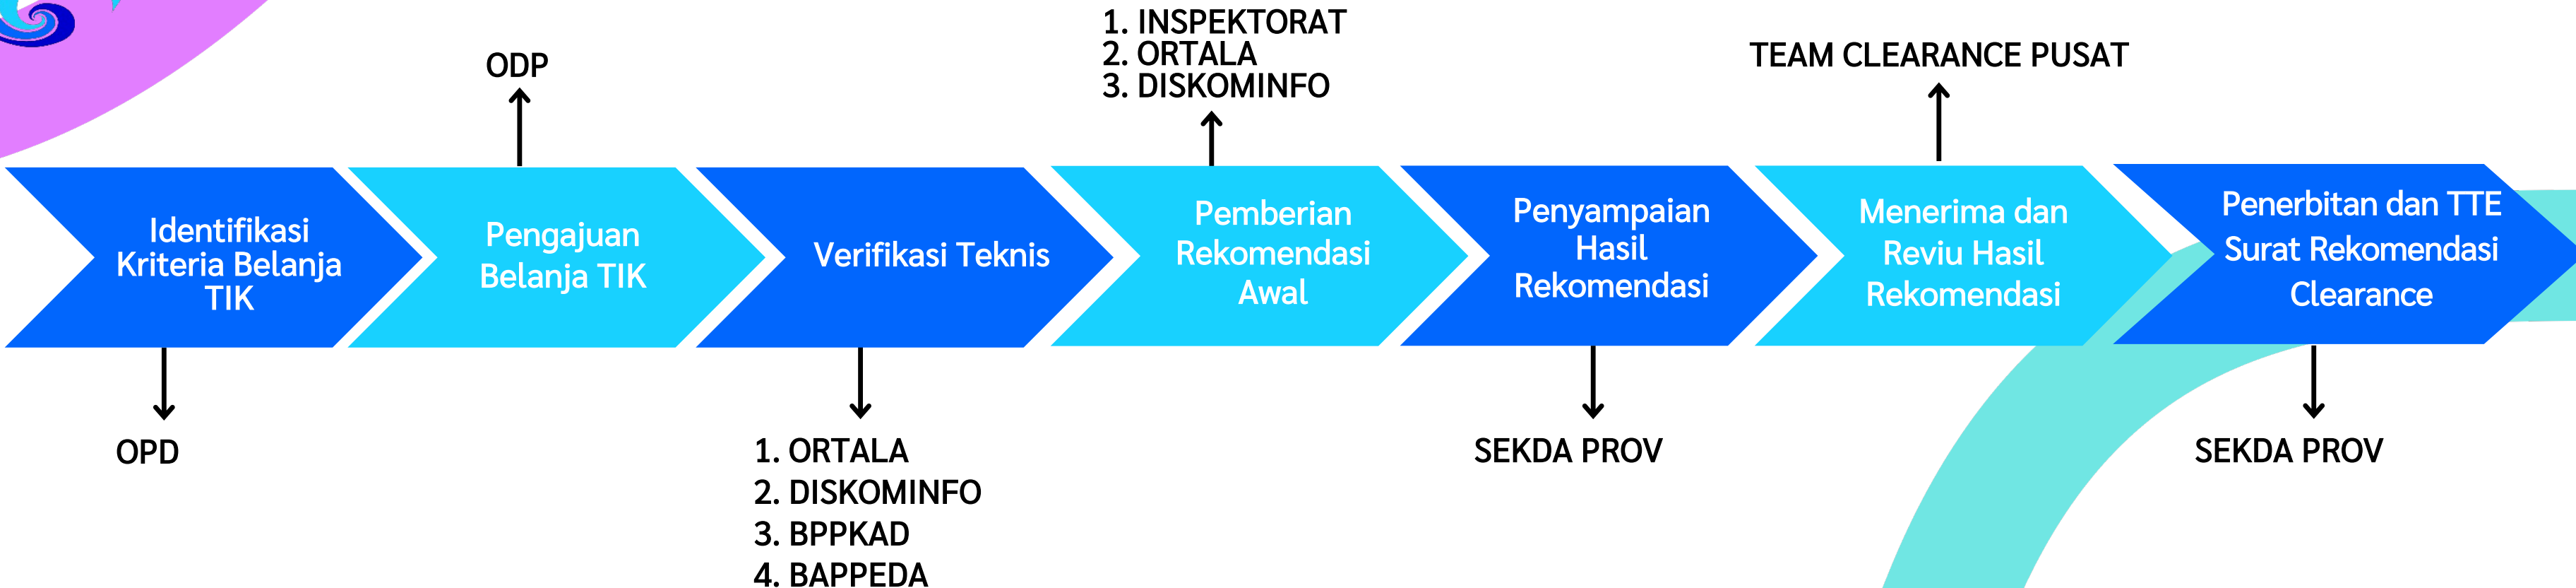 ODP
1. INSPEKTORAT
2. ORTALA
3. DISKOMINFO
TEAM CLEARANCE PUSAT
Identifikasi
Kriteria Belanja
TIK
Pengajuan
Belanja TIK
Verifikasi Teknis
Pemberian
Rekomendasi
Awal
Penyampaian
Hasil
Rekomendasi
Menerima dan
Reviu Hasil
Rekomendasi
Penerbitan dan TTE
Surat Rekomendasi
Clearance
OPD
1. ORTALA
2. DISKOMINFO
3. BPPKAD
4. BAPPEDA
SEKDA PROV
SEKDA PROV